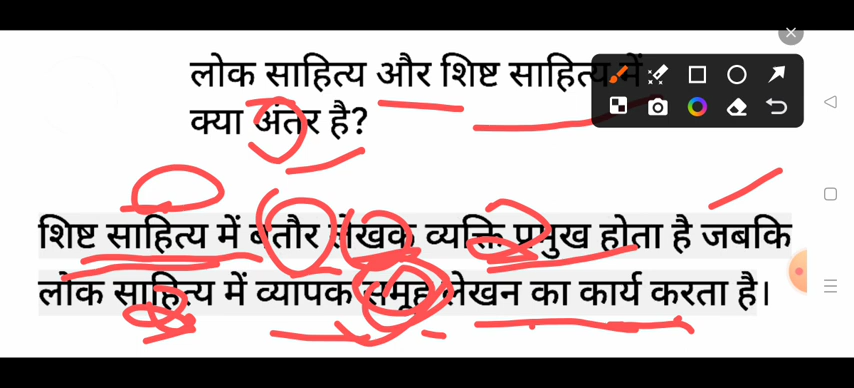 लोक साहित्य और शिष्ट साहित्य में
क्या अंतर है?
शिष्ट साहित्य में बतौर लेखक व्यक्ति प्रमुख होता है जबकि
लोक साहित्य में व्यापक समूह लेखन का कार्य करता है।